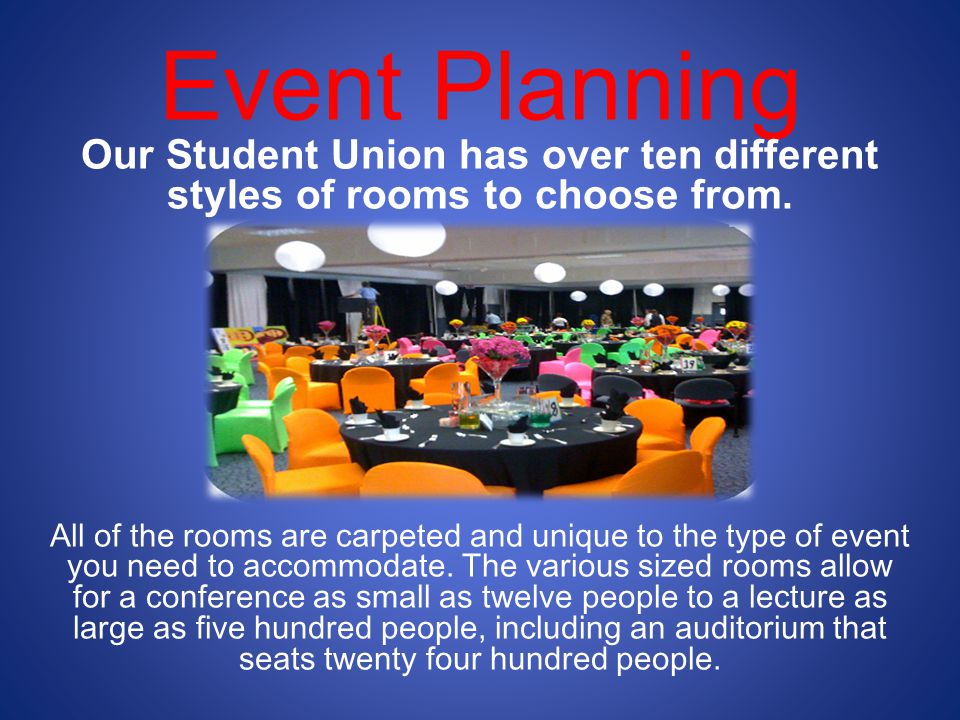 Event Planning
Our Student Union has over ten different
styles of rooms to choose from.
19
All of the rooms are carpeted and unique to the type of event
you need to accommodate. The various sized rooms allow
for a conference as small as twelve people to a lecture as
large as five hundred people, including an auditorium that
seats twenty four hundred people.